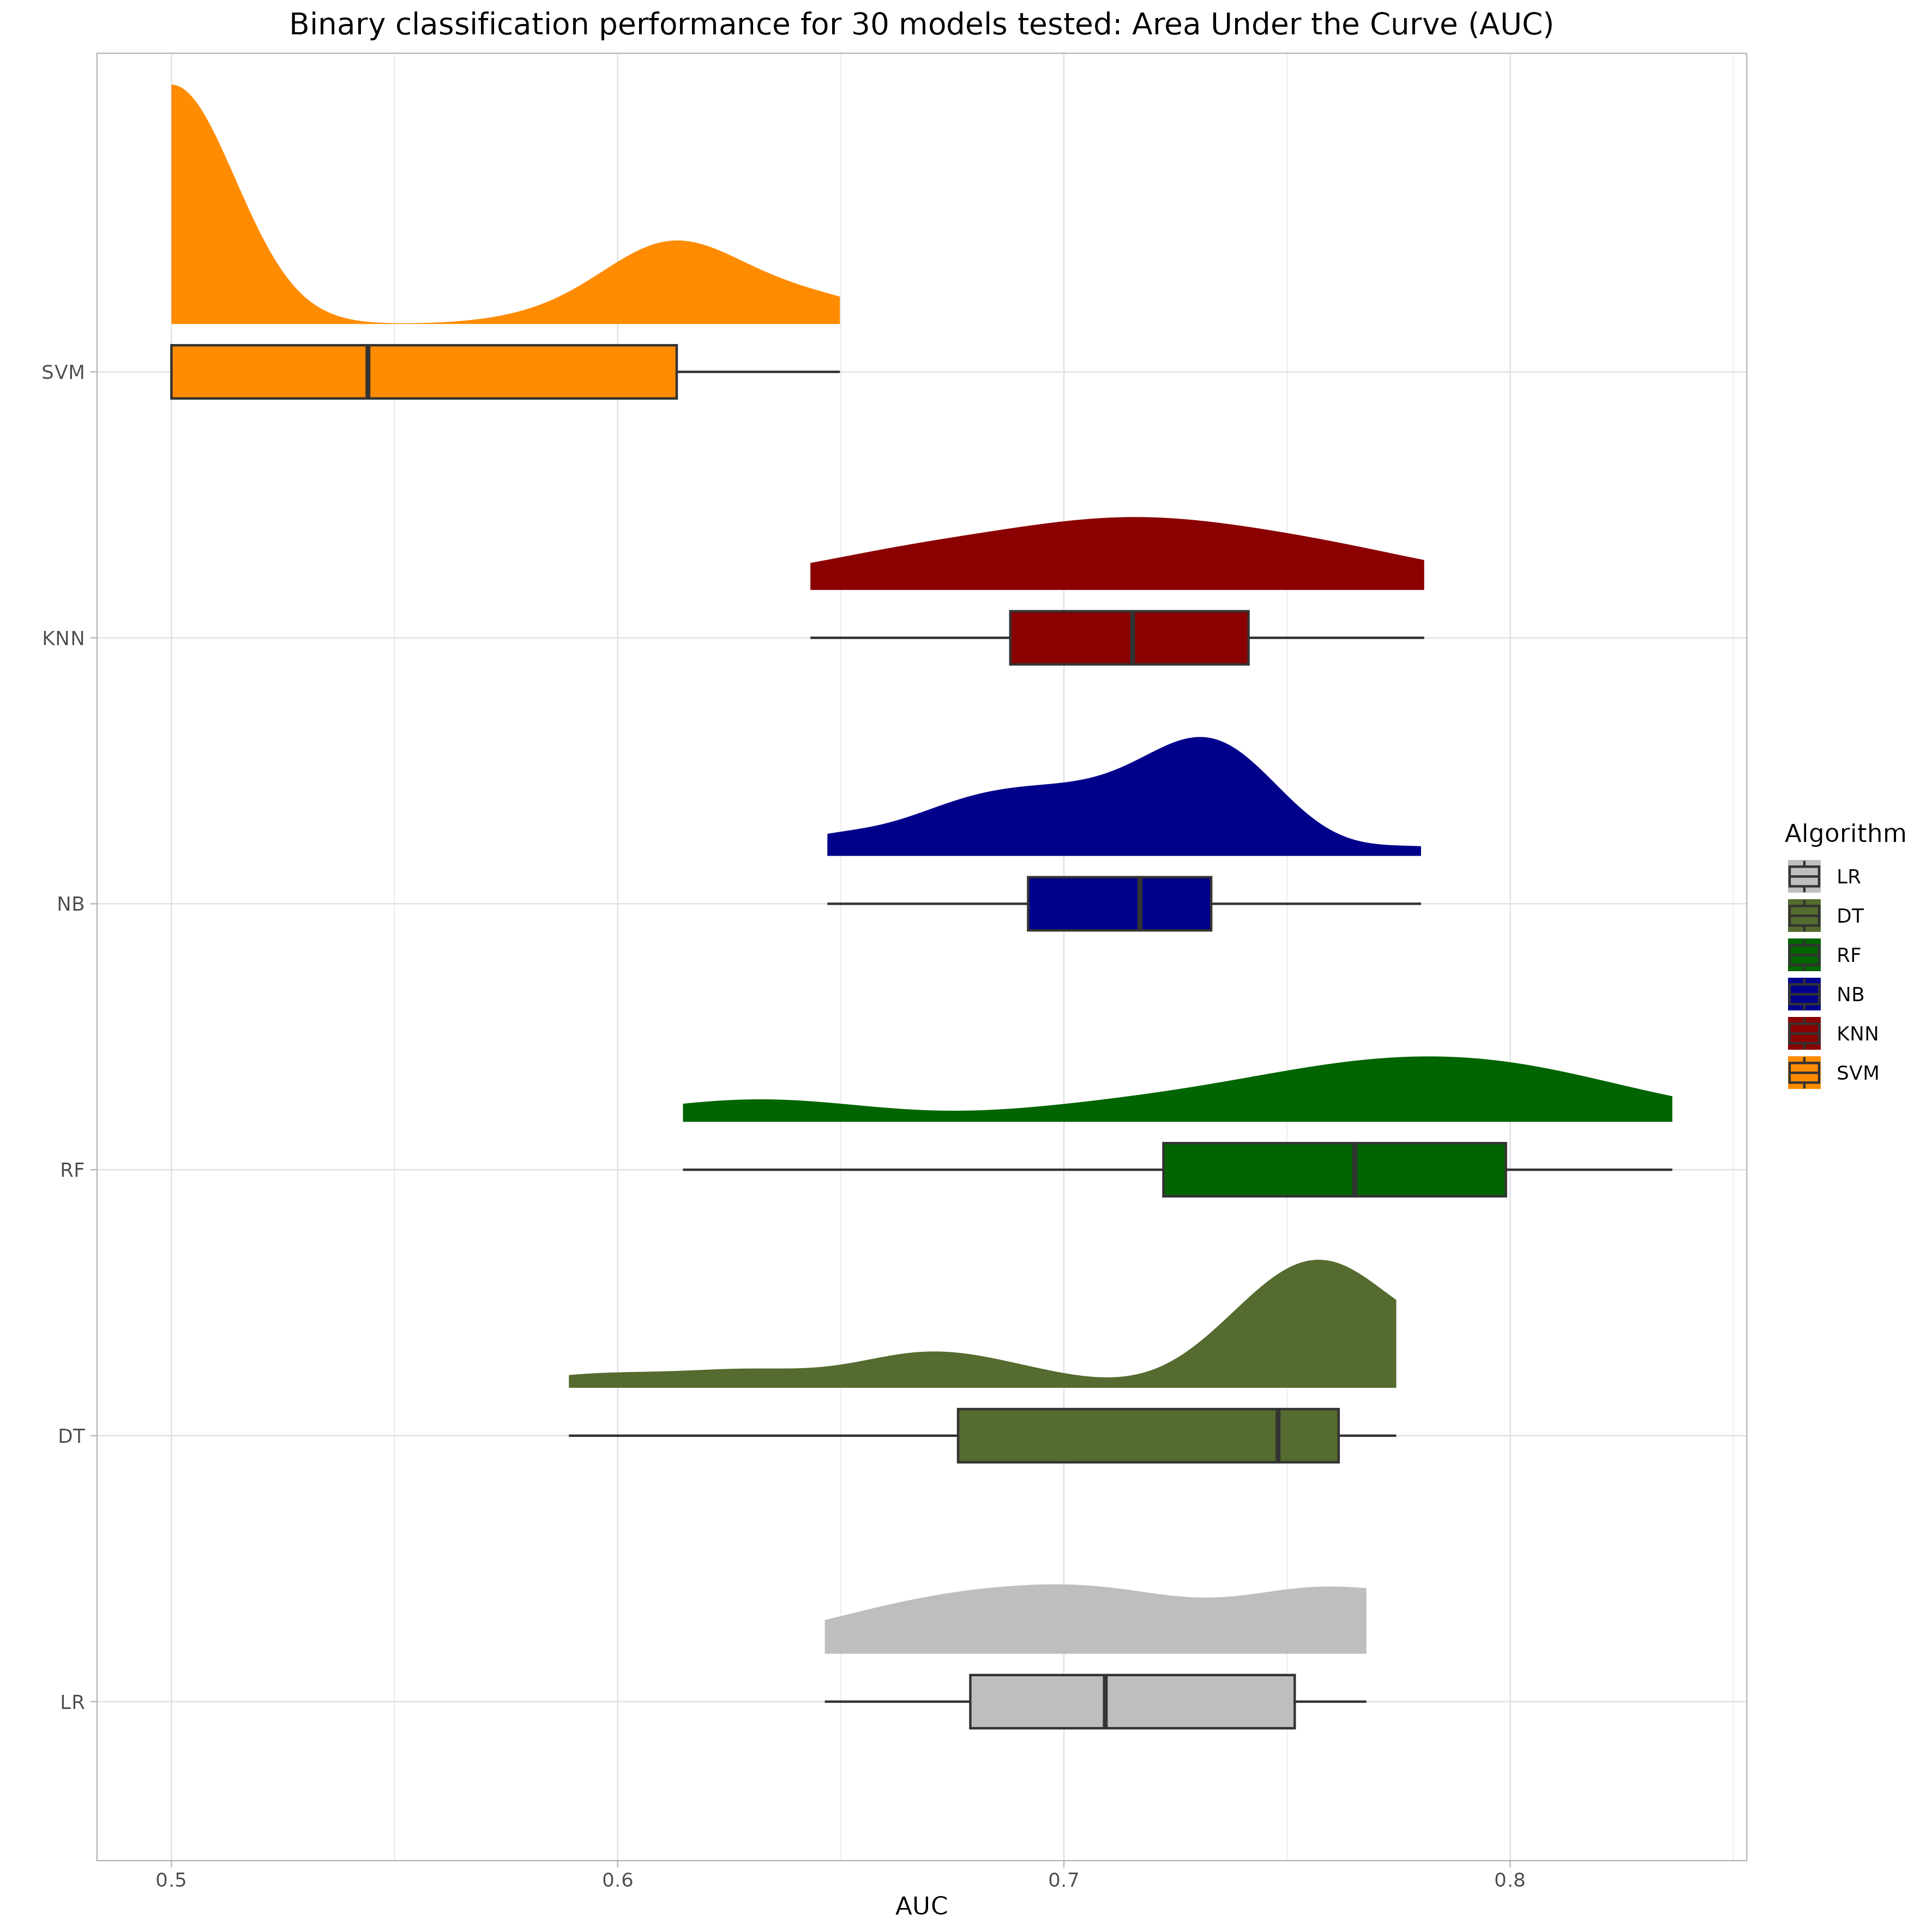 Binary classification performance for 30 models tested: Area Under the Curve (AUC)
SVM
KNN
NB
RF
DT
LR
0.5
0.6
0.7
0.8
AUC
Algorithm
LR
DT
RF
NB
KNN
SVM